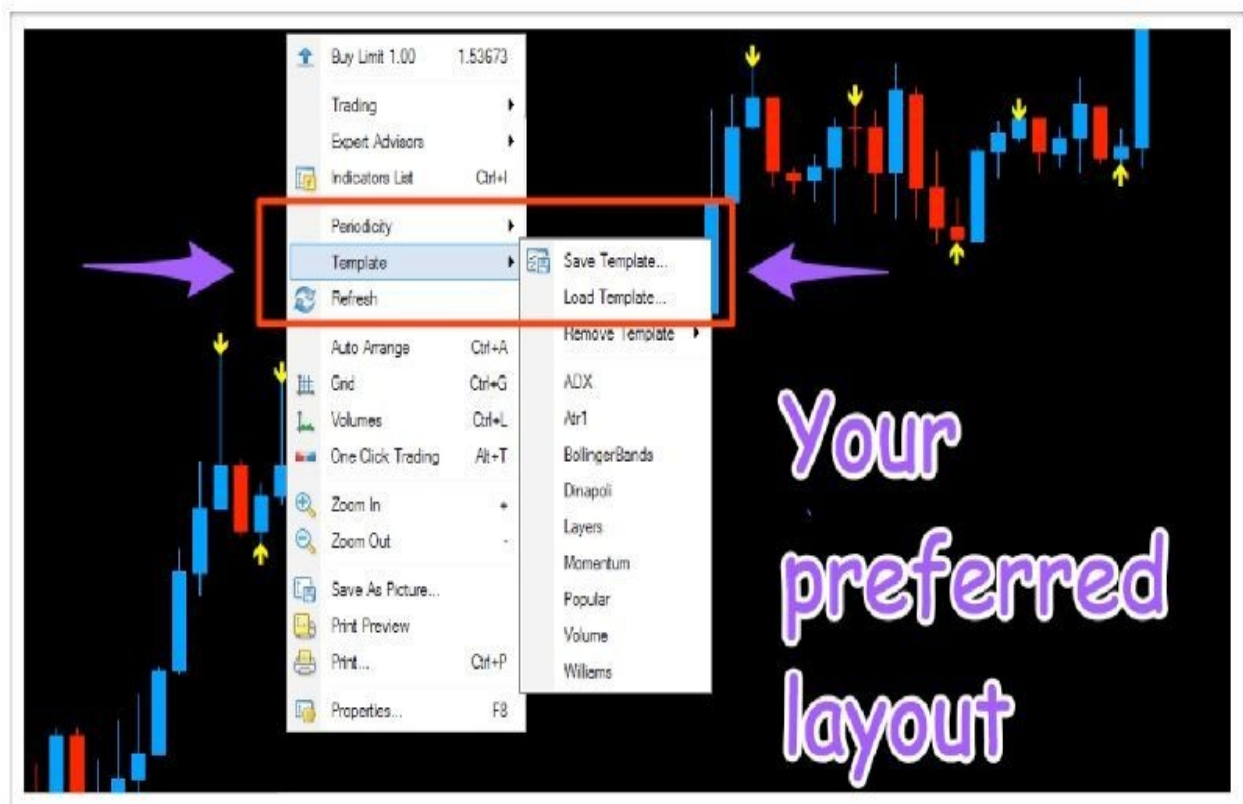 Buy Limit 1.00 1.53673
Trading
Expert Advisors
Indicators List Ctrl+I
Periodicity
Template
Refresh
Auto Arrange Ctrl+A
Grid Ctrl+G
Volumes Ctrl+L
One Click Trading Alt+T
Zoom In +
Zoom Out -
Save As Picture...
Print Preview
Print... Ctrl+P
Properties... F8
Save Template...
Load Template...
Remove Template
ADX
Atr1
BollingerBands
Dinapoli
Layers
Momentum
Popular
Volume
Williams
Your
preferred
layout